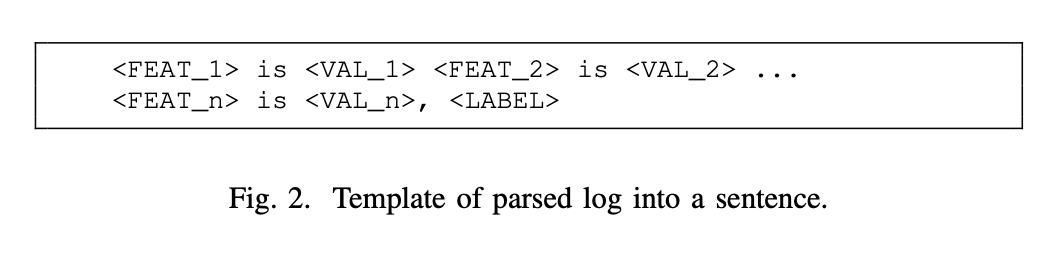 <FEAT_1> is <VAL_1> <FEAT_2> is <VAL_2> ...
<FEAT_n> is <VAL_n>, <LABEL>
Fig. 2. Template of parsed log into a sentence.